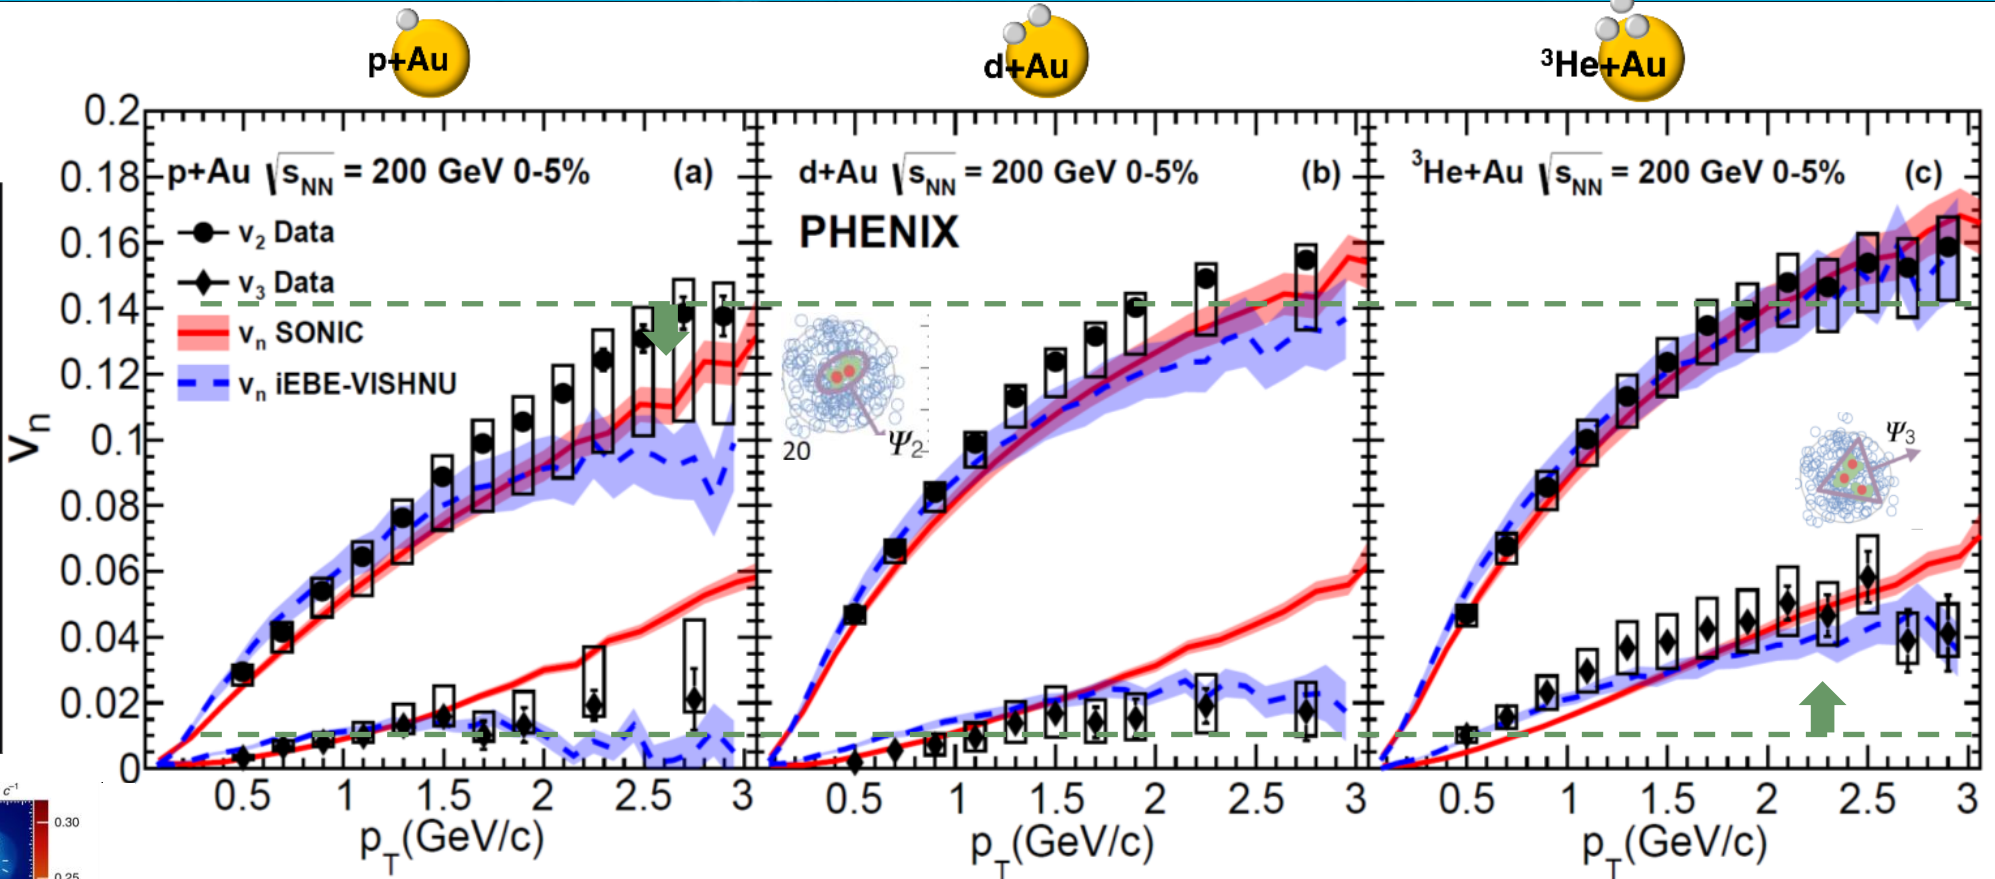 p+Au
d+Au
³He+Au
0.2
0.18
0.16
0.14
0.12
0.1
0.08
0.06
0.04
0.02
0
vₙ
p+Au √sNN = 200 GeV 0-5% (a)
v₂ Data
v₃ Data
vₙ SONIC
vₙ iEBE-VISHNU
0.5 1 1.5 2 2.5 3
pT(GeV/c)
d+Au √sNN = 200 GeV 0-5% (b)
PHENIX
20
Ψ₂
0.5 1 1.5 2 2.5 3
pT(GeV/c)
³He+Au √sNN = 200 GeV 0-5% (c)
Ψ₃
0.5 1 1.5 2 2.5 3
pT(GeV/c)
c⁻¹
0.30
0.25